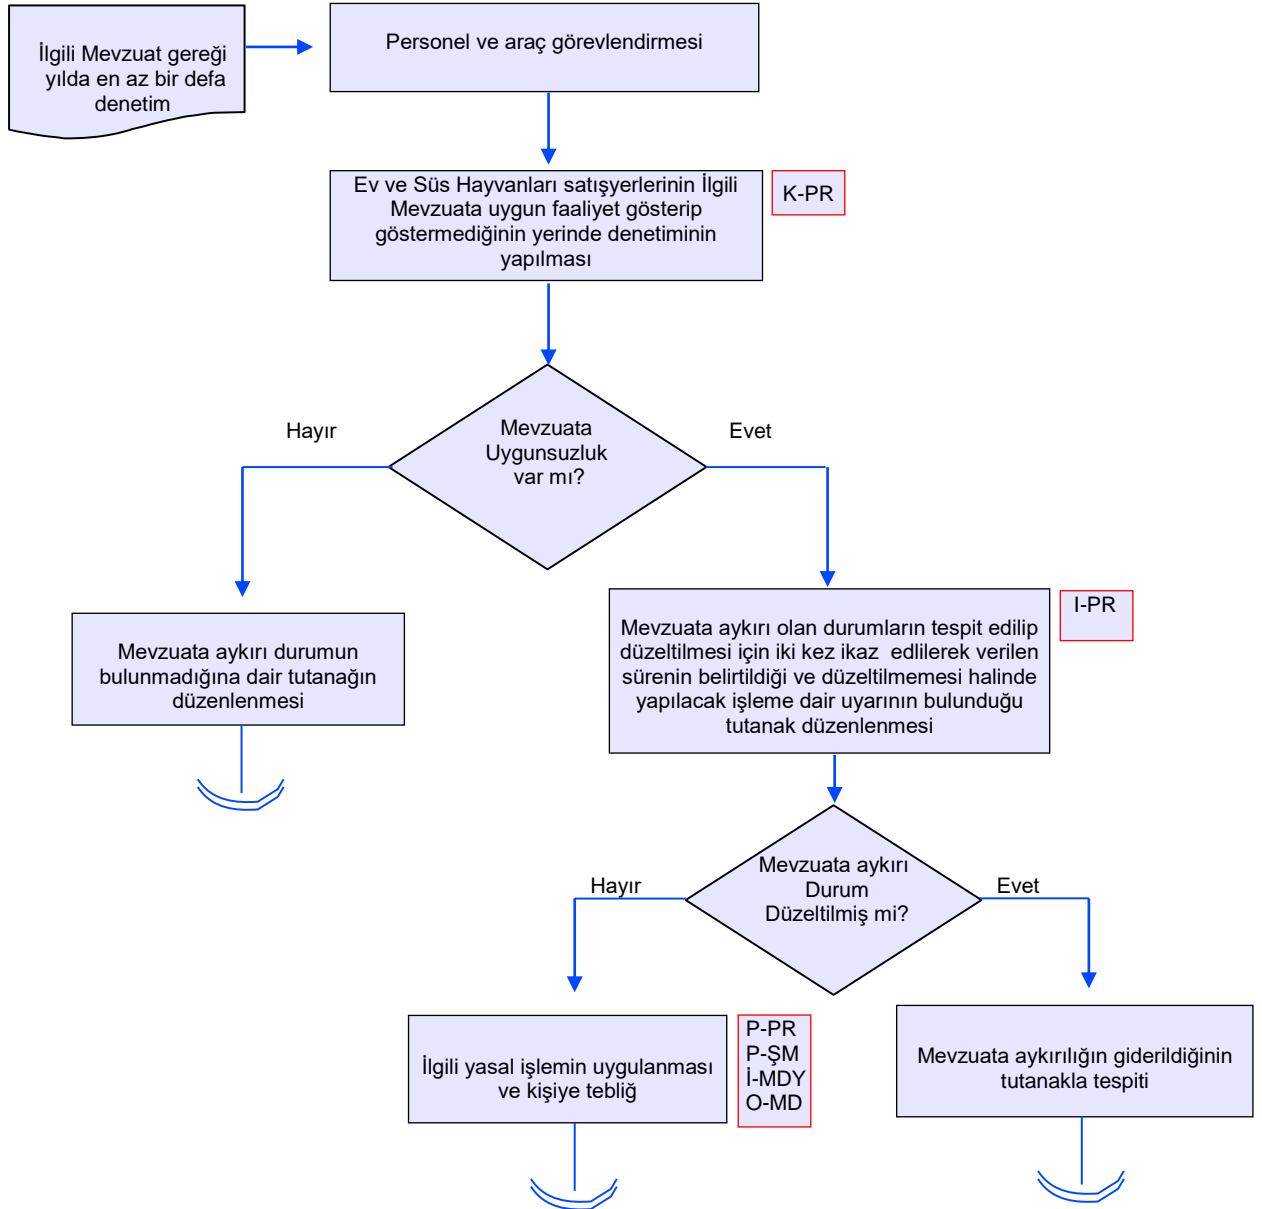 İlgili Mevzuat gereği
yılda en az bir defa
denetim
Personel ve araç görevlendirmesi
Ev ve Süs Hayvanları satışyerlerinin İlgili
Mevzuata uygun faaliyet gösterip
göstermediğinin yerinde denetiminin
yapılması
K-PR
Mevzuata
Uygunsuzluk
var mı?
Hayır
Evet
Mevzuata aykırı durumun
bulunmadığına dair tutanağın
düzenlenmesi
Mevzuata aykırı olan durumların tespit edilip
düzeltilmesi için iki kez ikaz  edlilerek verilen
sürenin belirtildiği ve düzeltilmemesi halinde
yapılacak işleme dair uyarının bulunduğu
tutanak düzenlenmesi
I-PR
Mevzuata aykırı
Durum
Düzeltilmiş mi?
Hayır
Evet
İlgili yasal işlemin uygulanması
ve kişiye tebliğ
P-PR
P-ŞM
İ-MDY
O-MD
Mevzuata aykırılığın giderildiğinin
tutanakla tespiti